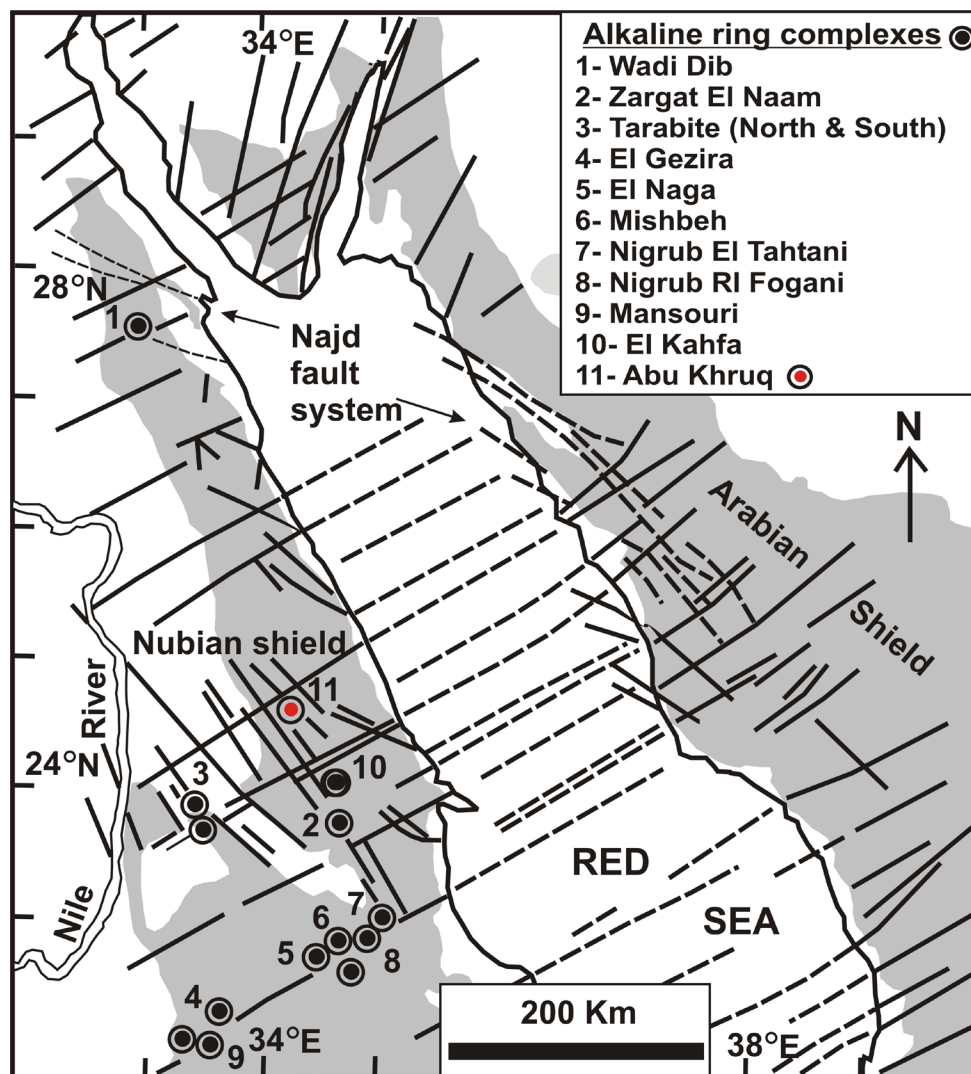 34°E
Alkaline ring complexes
1- Wadi Dib
2- Zargat El Naam
3- Tarabite (North & South)
4- El Gezira
5- El Naga
6- Mishbeh
7- Nigrub El Tahtani
8- Nigrub Rl Fogani
9- Mansouri
10- El Kahfa
11- Abu Khruq
28°N
1
Najd
fault
system
N
Arabian
Shield
Nubian shield
River
Nile
11
24°N
3
10
2
RED
SEA
7
6
5
8
4
9
34°E
200 Km
38°E